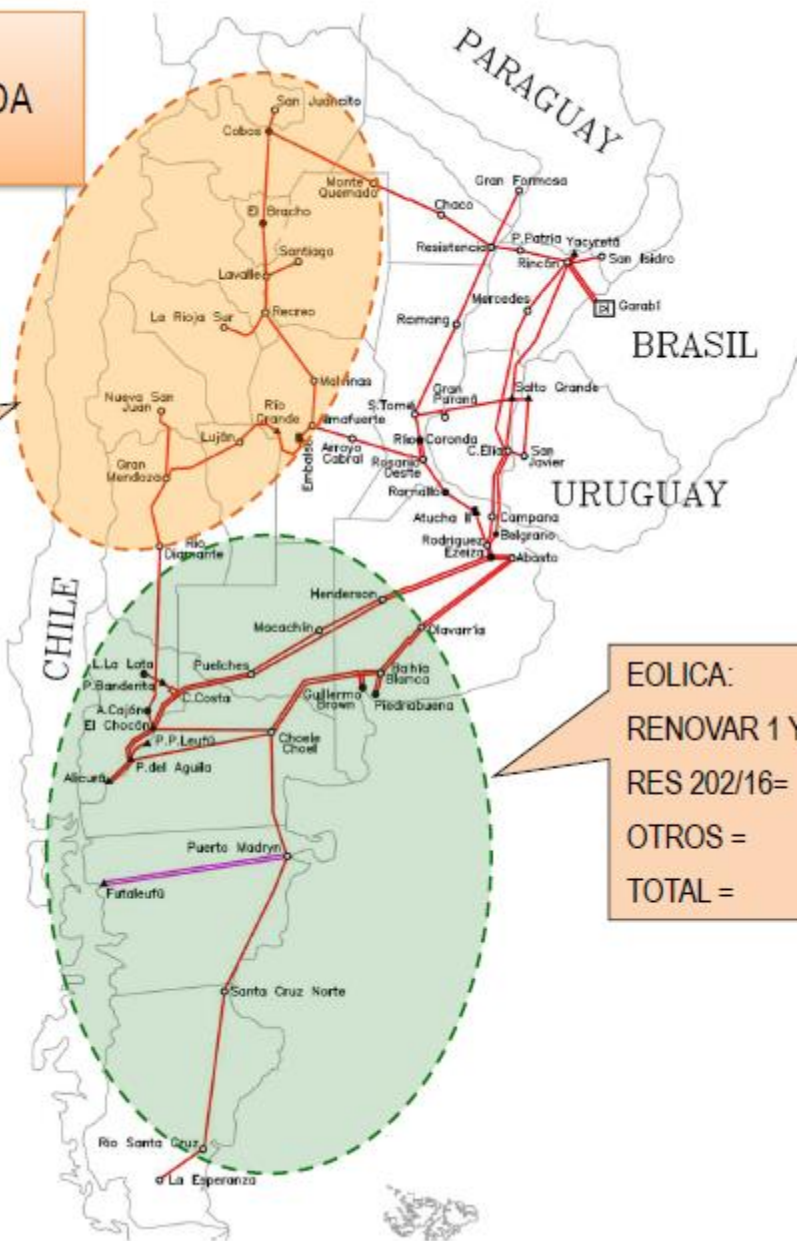 DA
PARAGUAY
San Juancito
Cobos
Monte
Quemado
Gran Formosa
Chaco
El Bracho
Resistencia
P.Patria
Yacyretá
Rincón
San Isidro
Santiago
Lavalle
Mercedes
Garabí
La Rioja Sur
Recreo
Romang
BRASIL
Malvinas
Nueva San
Juan
Río
Grande
Gran
Paraná
Salto Grande
S.Tomé
Almafuerte
Luján
Embalse
Arroyo
Cabral
Rio
Coronda
Rosario
Oeste
C.Elia
San
Javier
Gran
Mendoza
Ramallo
URUGUAY
Atucha II
Campana
Belgrano
Río
Diamante
Rodriguez
Ezeiza
Abasto
CHILE
Henderson
Macachín
Olavarría
L.La Lata
Puelches
Bahía
Blanca
P.Banderita
C.Costa
Guillermo
Brown
Piedrabuena
A.Cajón
El Chocón
P.P.Leufú
Choele
Choel
Alicurá
P.del Aguila
EOLICA:
RENOVAR 1 Y
RES 202/16=
OTROS =
TOTAL =
Puerto Madryn
Futaleufú
Santa Cruz Norte
Rio Santa Cruz
La Esperanza